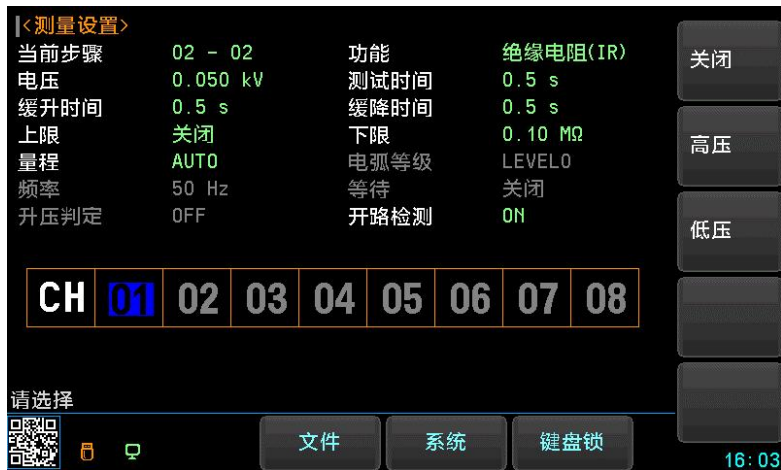 <测量设置>
当前步骤 02 - 02 功能 绝缘电阻(IR)
电压 0.050 kV 测试时间 0.5 s
缓升时间 0.5 s 缓降时间 0.5 s
上限 关闭 下限 0.10 MΩ
量程 AUTO 电弧等级 LEVEL0
频率 50 Hz 等待 关闭
升压判定 OFF 开路检测 ON
CH 01 02 03 04 05 06 07 08
请选择
关闭
高压
低压
文件 系统 键盘锁
16:03